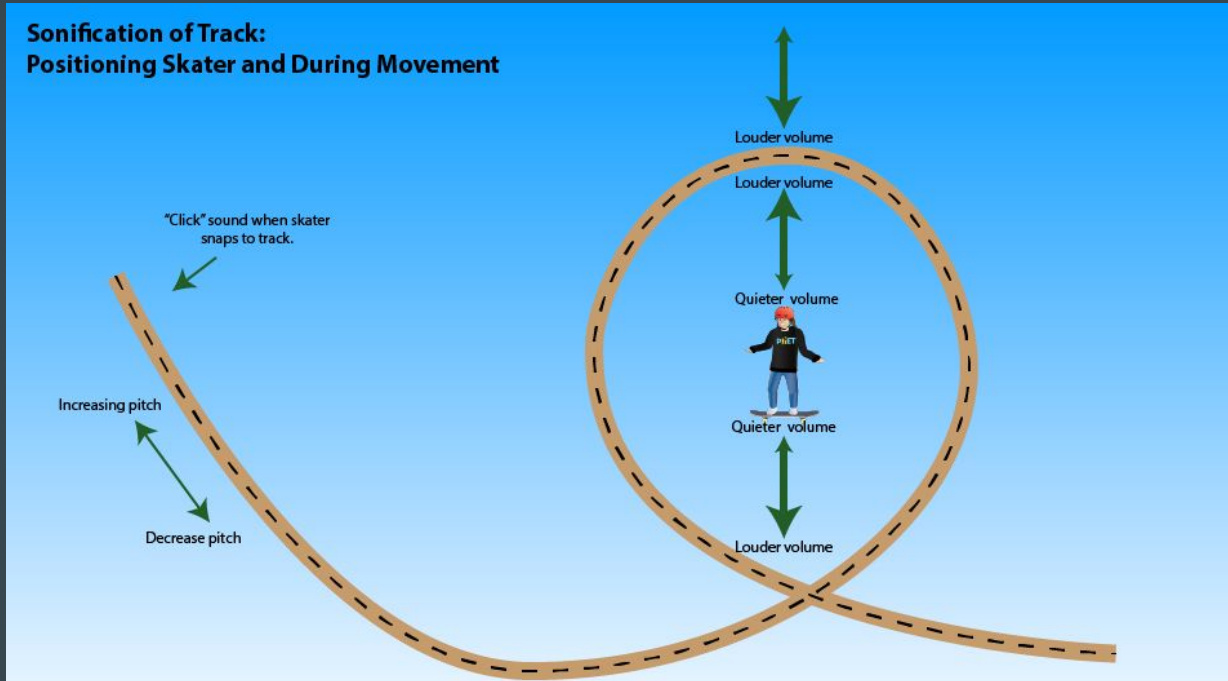 Sonification of Track:
Positioning Skater and During Movement
Louder volume
Louder volume
"Click" sound when skater
snaps to track.
Quieter volume
PhET
Increasing pitch
Quieter volume
Decrease pitch
Louder volume